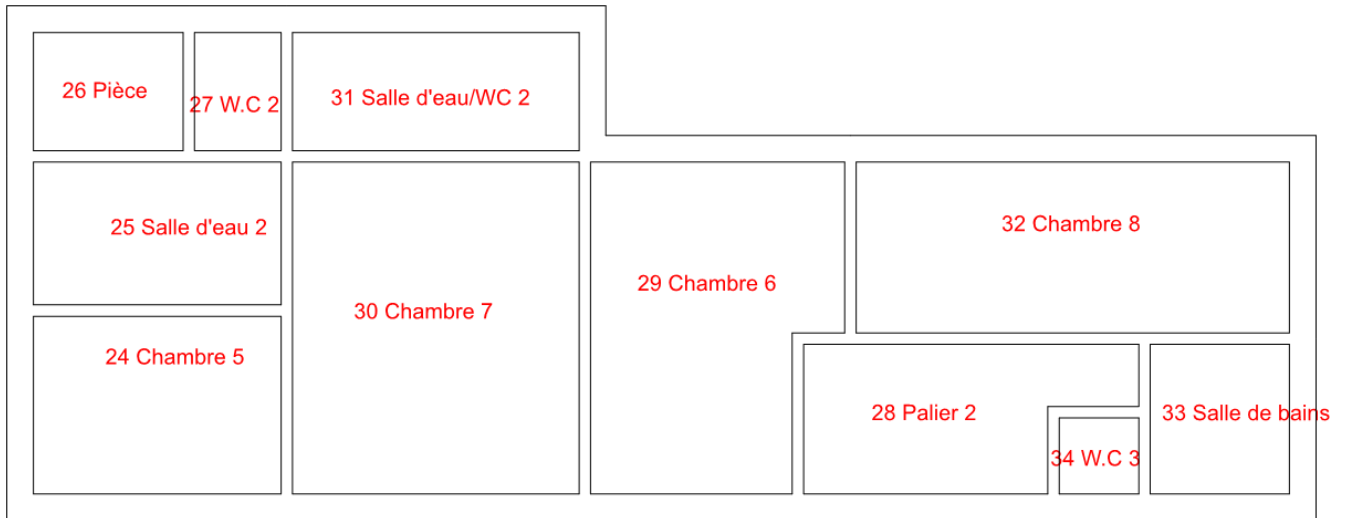 26 Pièce
27 W.C 2
31 Salle d'eau/WC 2
25 Salle d'eau 2
32 Chambre 8
29 Chambre 6
30 Chambre 7
24 Chambre 5
28 Palier 2
33 Salle de bains
34 W.C 3